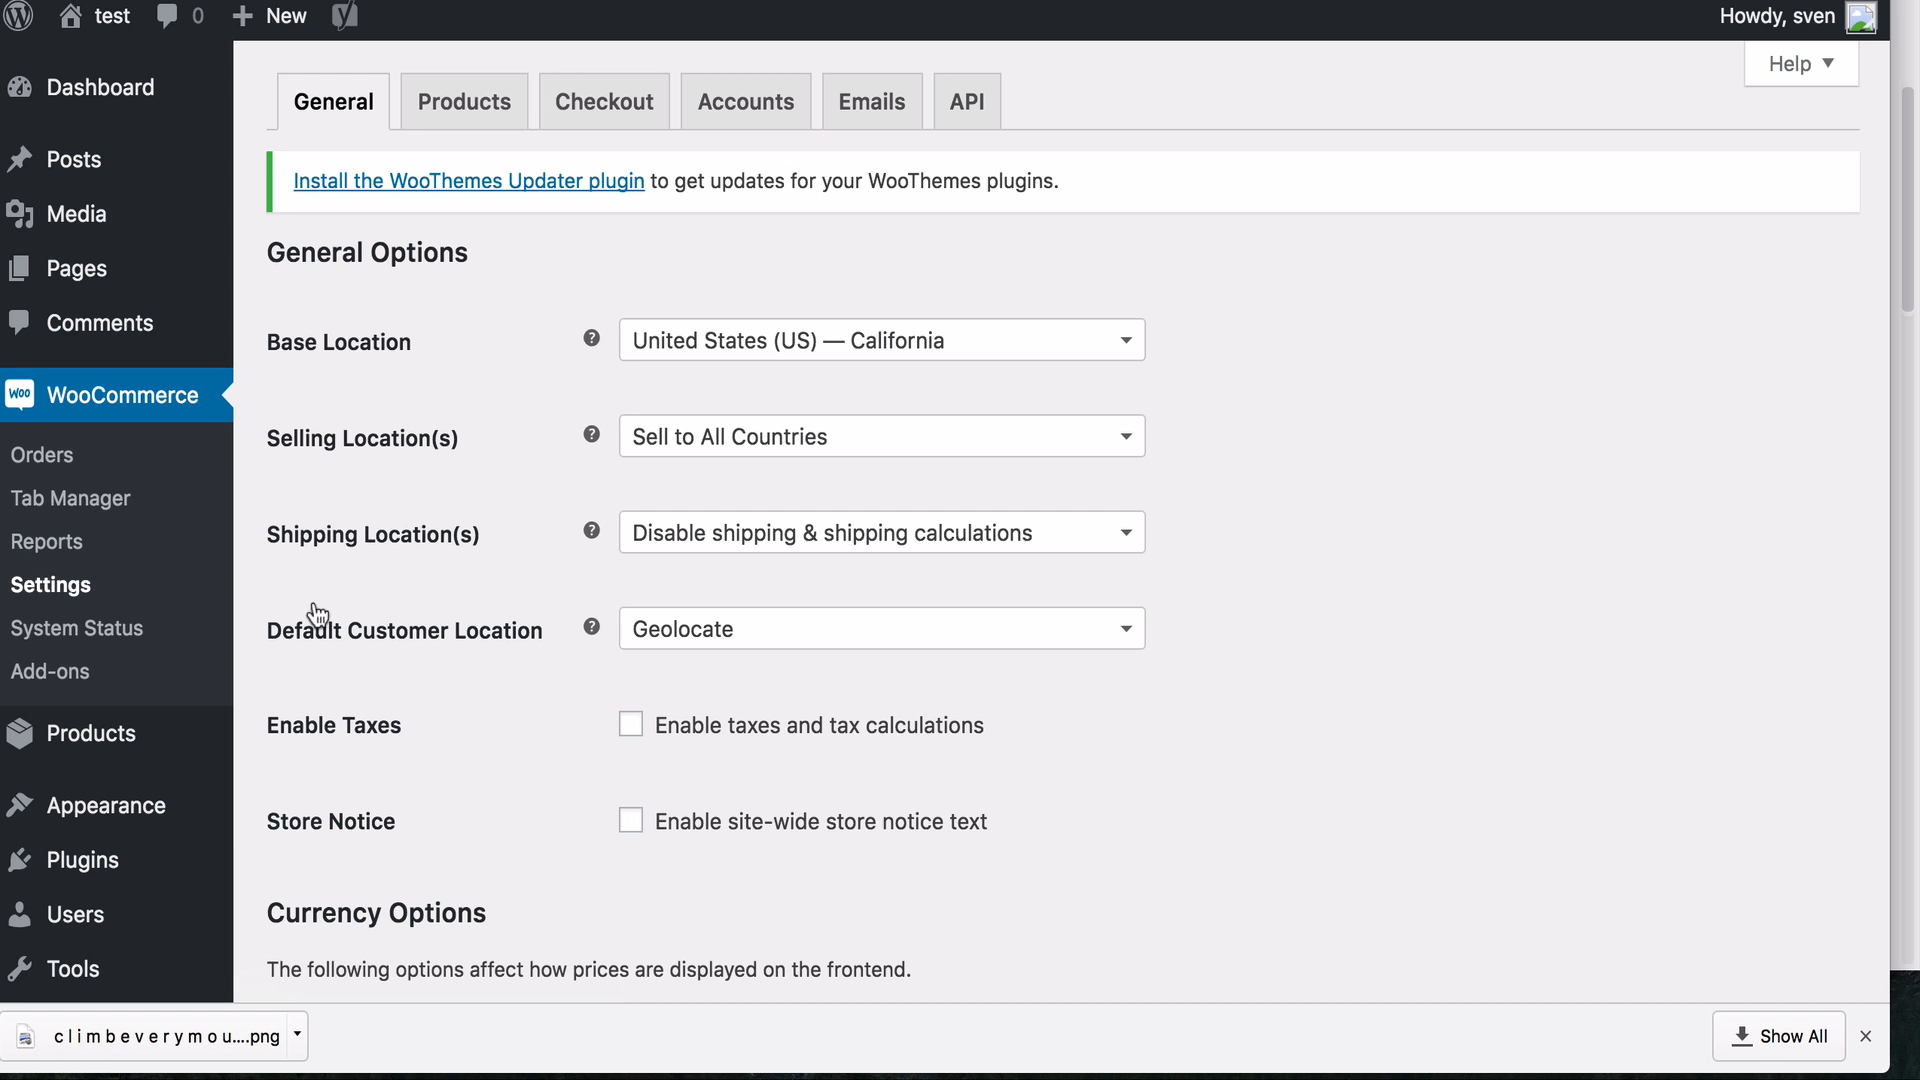 test
0
New
Howdy, sven
Help
Dashboard
Posts
Media
Pages
Comments
WOO WooCommerce
Orders
Tab Manager
Reports
Settings
System Status
Add-ons
Products
Appearance
Plugins
Users
Tools
General
Products
Checkout
Accounts
Emails
API
Install the WooThemes Updater plugin to get updates for your WooThemes plugins.
General Options
Base Location
United States (US) — California
Selling Location(s)
Sell to All Countries
Shipping Location(s)
Disable shipping & shipping calculations
Default Customer Location
Geolocate
Enable Taxes
Enable taxes and tax calculations
Store Notice
Enable site-wide store notice text
Currency Options
The following options affect how prices are displayed on the frontend.
climbeverymou....png
Show All